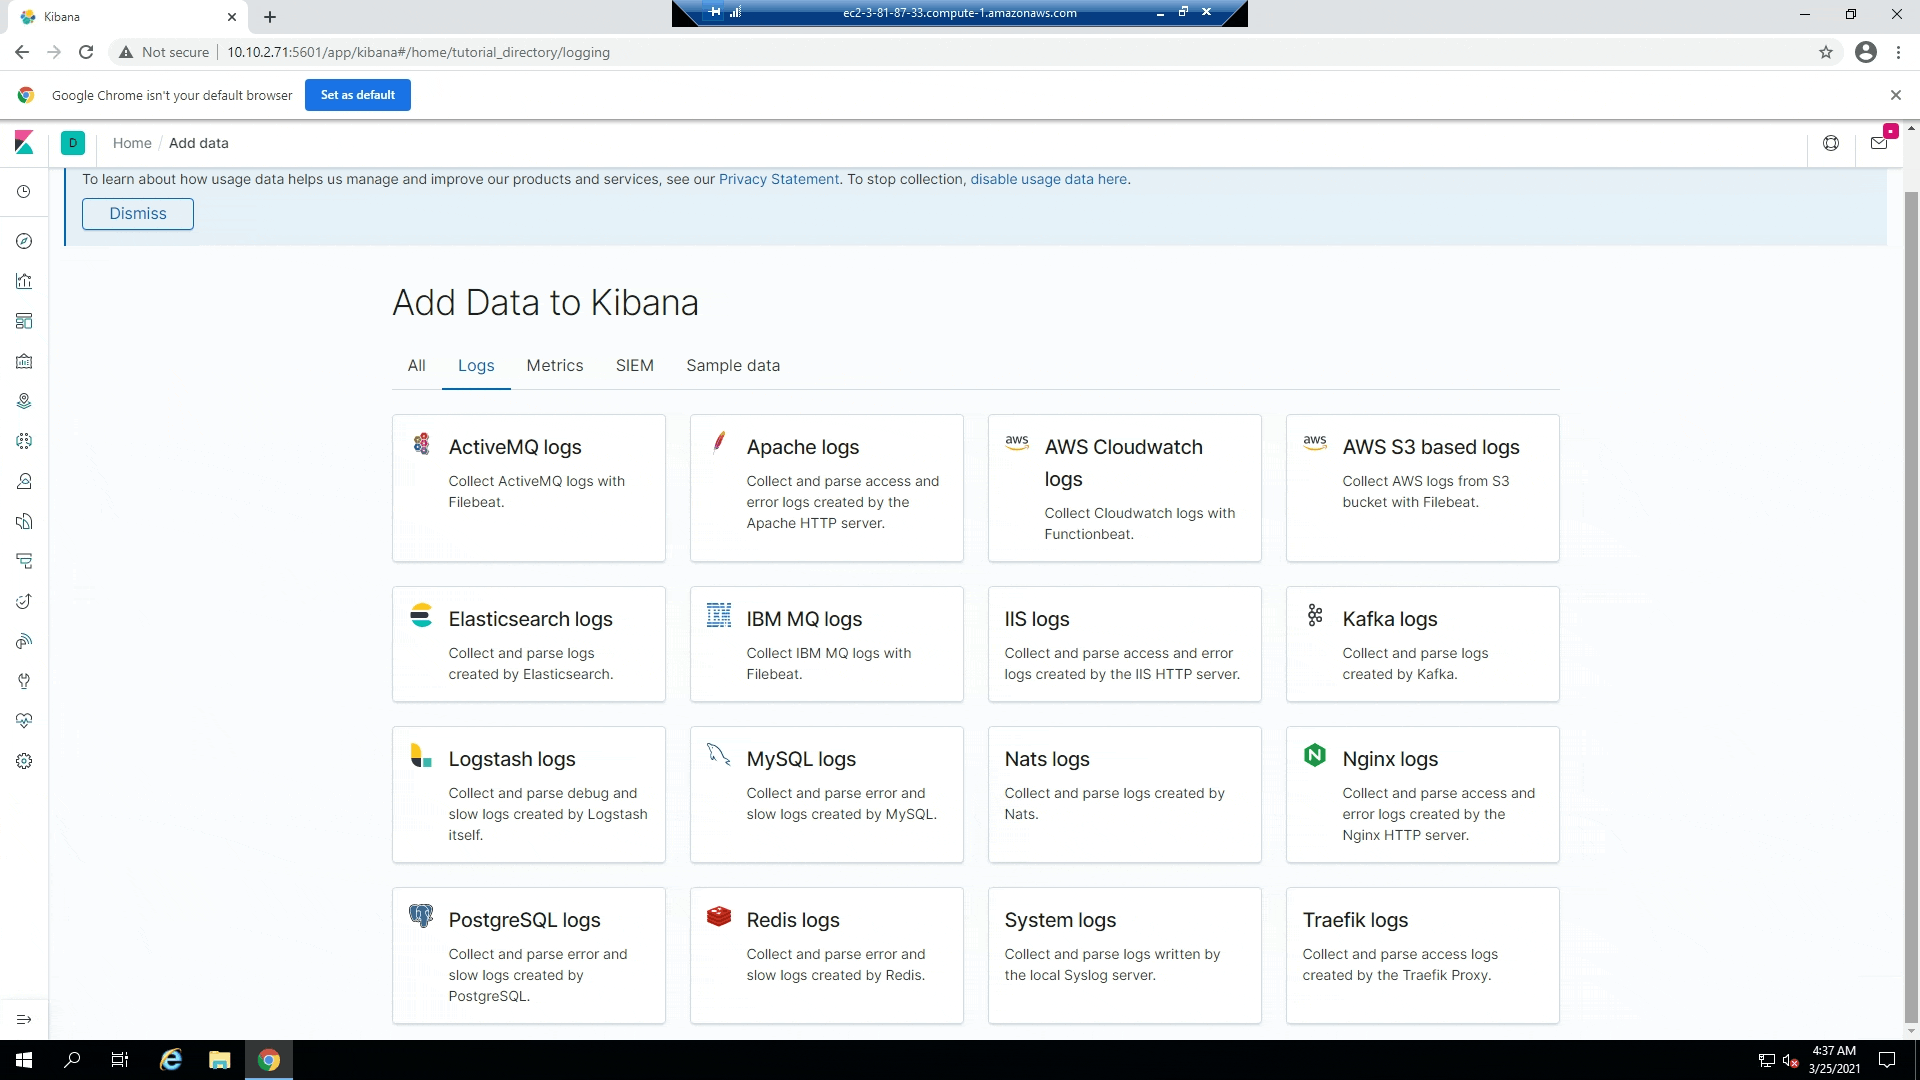 Kibana
ec2-3-81-87-33.compute-1.amazonaws.com
Not secure
10.10.2.71:5601/app/kibana#/home/tutorial_directory/logging
Google Chrome isn't your default browser
Set as default
D
Home / Add data
To learn about how usage data helps us manage and improve our products and services, see our Privacy Statement. To stop collection, disable usage data here.
Dismiss
Add Data to Kibana
All
Logs
Metrics
SIEM
Sample data
ActiveMQ logs
Collect ActiveMQ logs with
Filebeat.
Apache logs
Collect and parse access and
error logs created by the
Apache HTTP server.
aws
AWS Cloudwatch
logs
Collect Cloudwatch logs with
Functionbeat.
aws
AWS S3 based logs
Collect AWS logs from S3
bucket with Filebeat.
Elasticsearch logs
Collect and parse logs
created by Elasticsearch.
IBM
IBM MQ logs
Collect IBM MQ logs with
Filebeat.
IIS logs
Collect and parse access and error
logs created by the IIS HTTP server.
Kafka logs
Collect and parse logs
created by Kafka.
Logstash logs
Collect and parse debug and
slow logs created by Logstash
itself.
MySQL logs
Collect and parse error and
slow logs created by MySQL.
Nats logs
Collect and parse logs created by
Nats.
N
Nginx logs
Collect and parse access and
error logs created by the
Nginx HTTP server.
PostgreSQL logs
Collect and parse error and
slow logs created by
PostgreSQL.
Redis logs
Collect and parse error and
slow logs created by Redis.
System logs
Collect and parse logs written by
the local Syslog server.
Traefik logs
Collect and parse access logs
created by the Traefik Proxy.
4:37 AM
3/25/2021